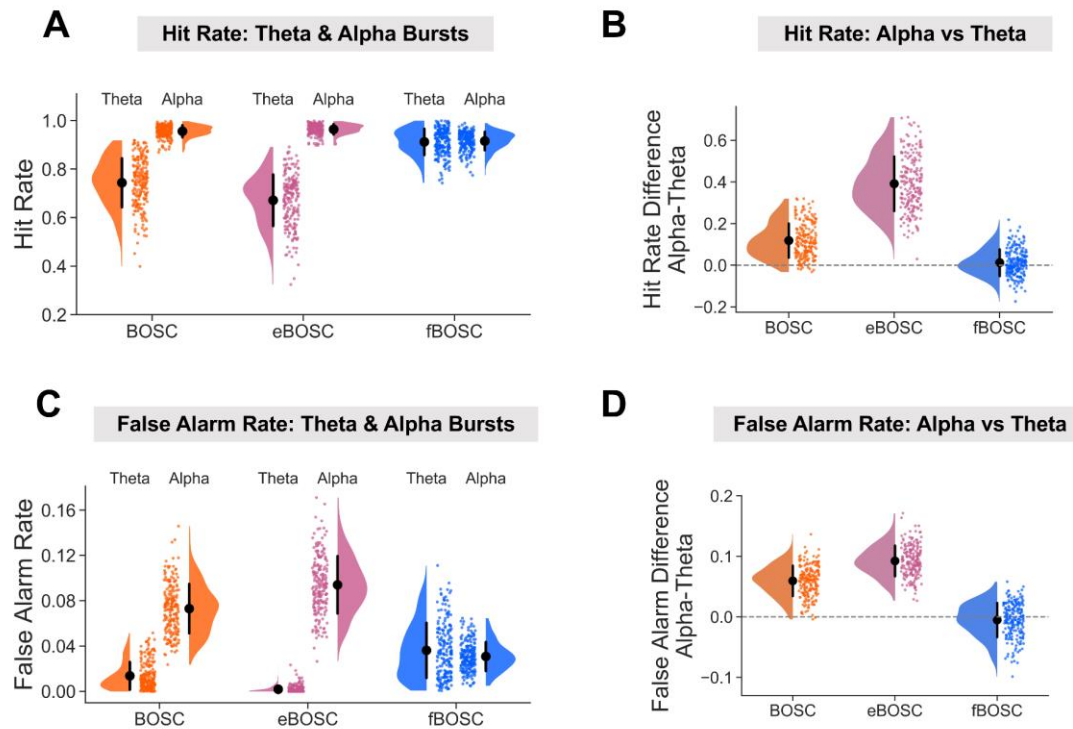 A
Hit Rate: Theta & Alpha Bursts
Theta Alpha Theta Alpha Theta Alpha
Hit Rate
1.0
0.8
0.6
0.4
0.2
BOSC eBOSC fBOSC
B
Hit Rate: Alpha vs Theta
Hit Rate Difference
Alpha-Theta
0.6
0.4
0.2
0.0
−0.2
BOSC eBOSC fBOSC
C
False Alarm Rate: Theta & Alpha Bursts
Theta Alpha Theta Alpha Theta Alpha
False Alarm Rate
0.16
0.12
0.08
0.04
0.00
BOSC eBOSC fBOSC
D
False Alarm Rate: Alpha vs Theta
False Alarm Difference
Alpha-Theta
0.2
0.1
0.0
−0.1
BOSC eBOSC fBOSC